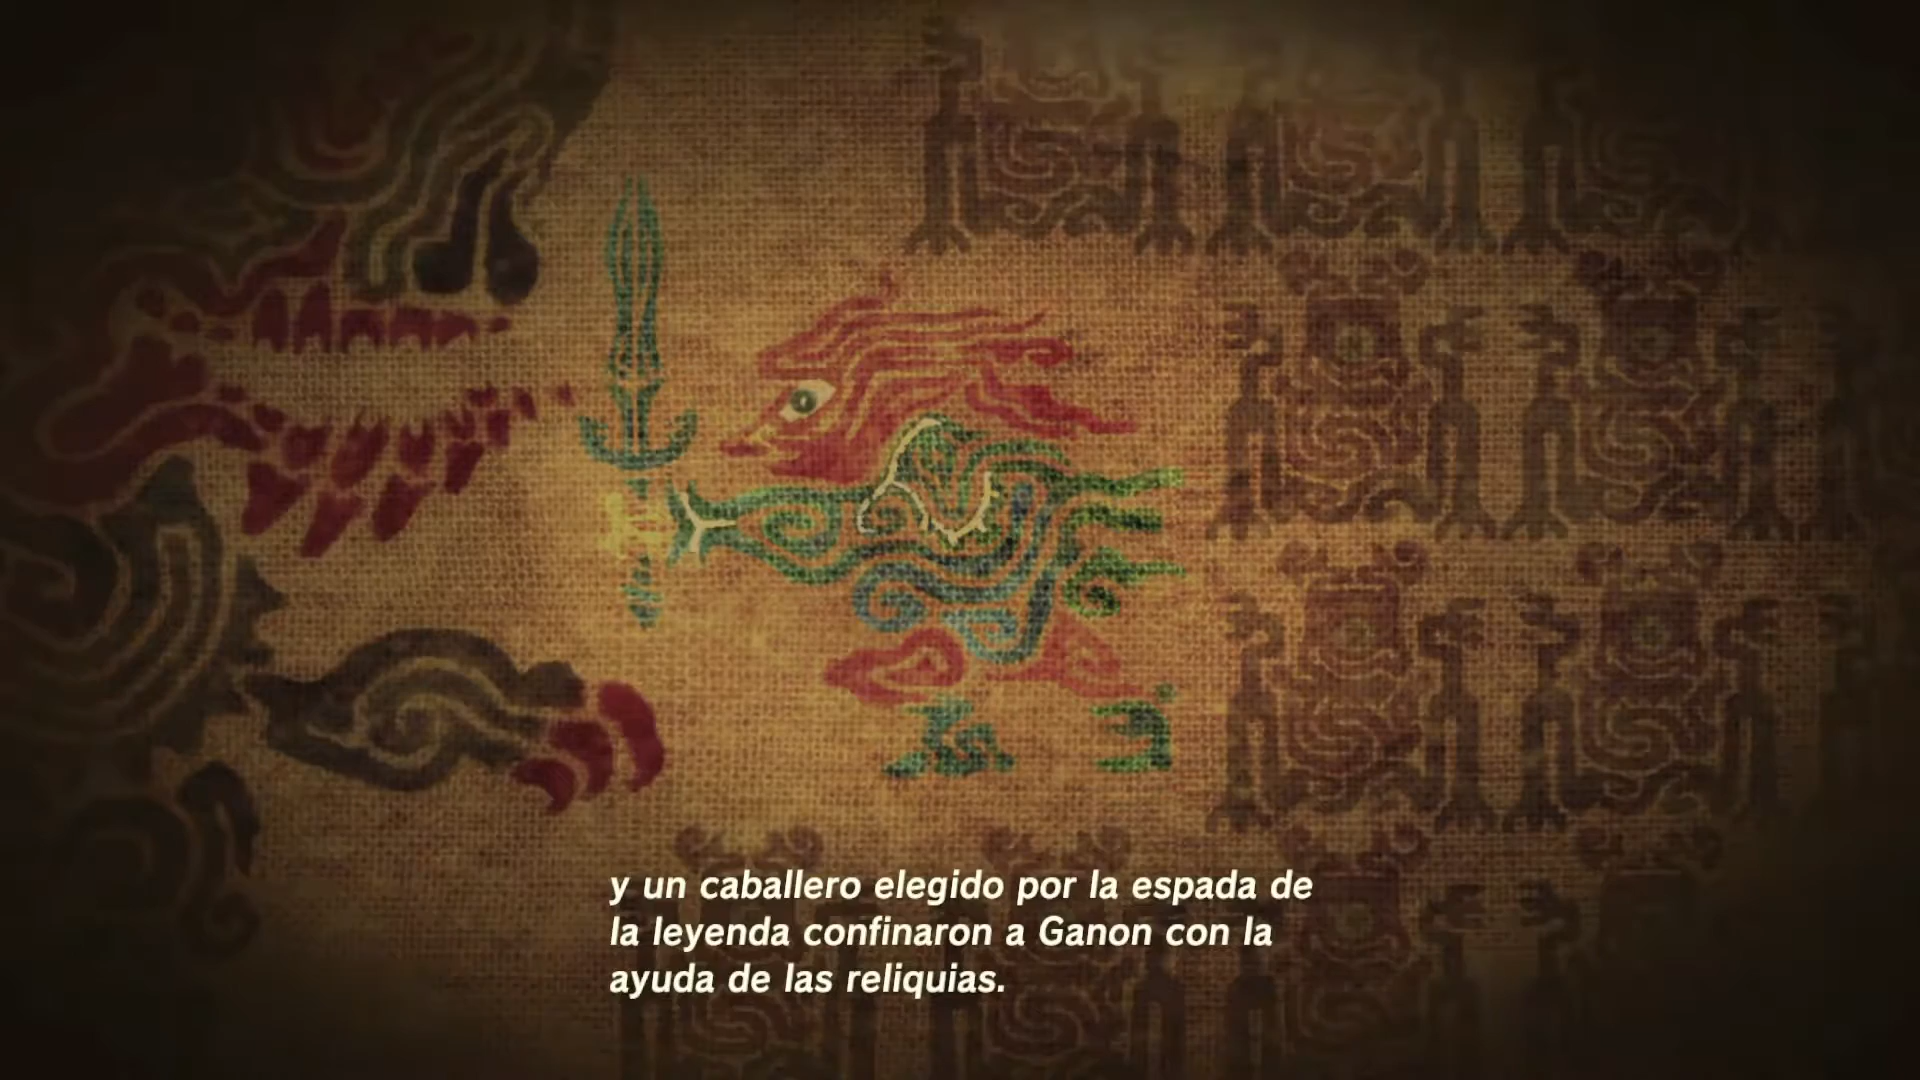 y un caballero elegido por la espada de
la leyenda confinaron a Ganon con la
ayuda de las reliquias.